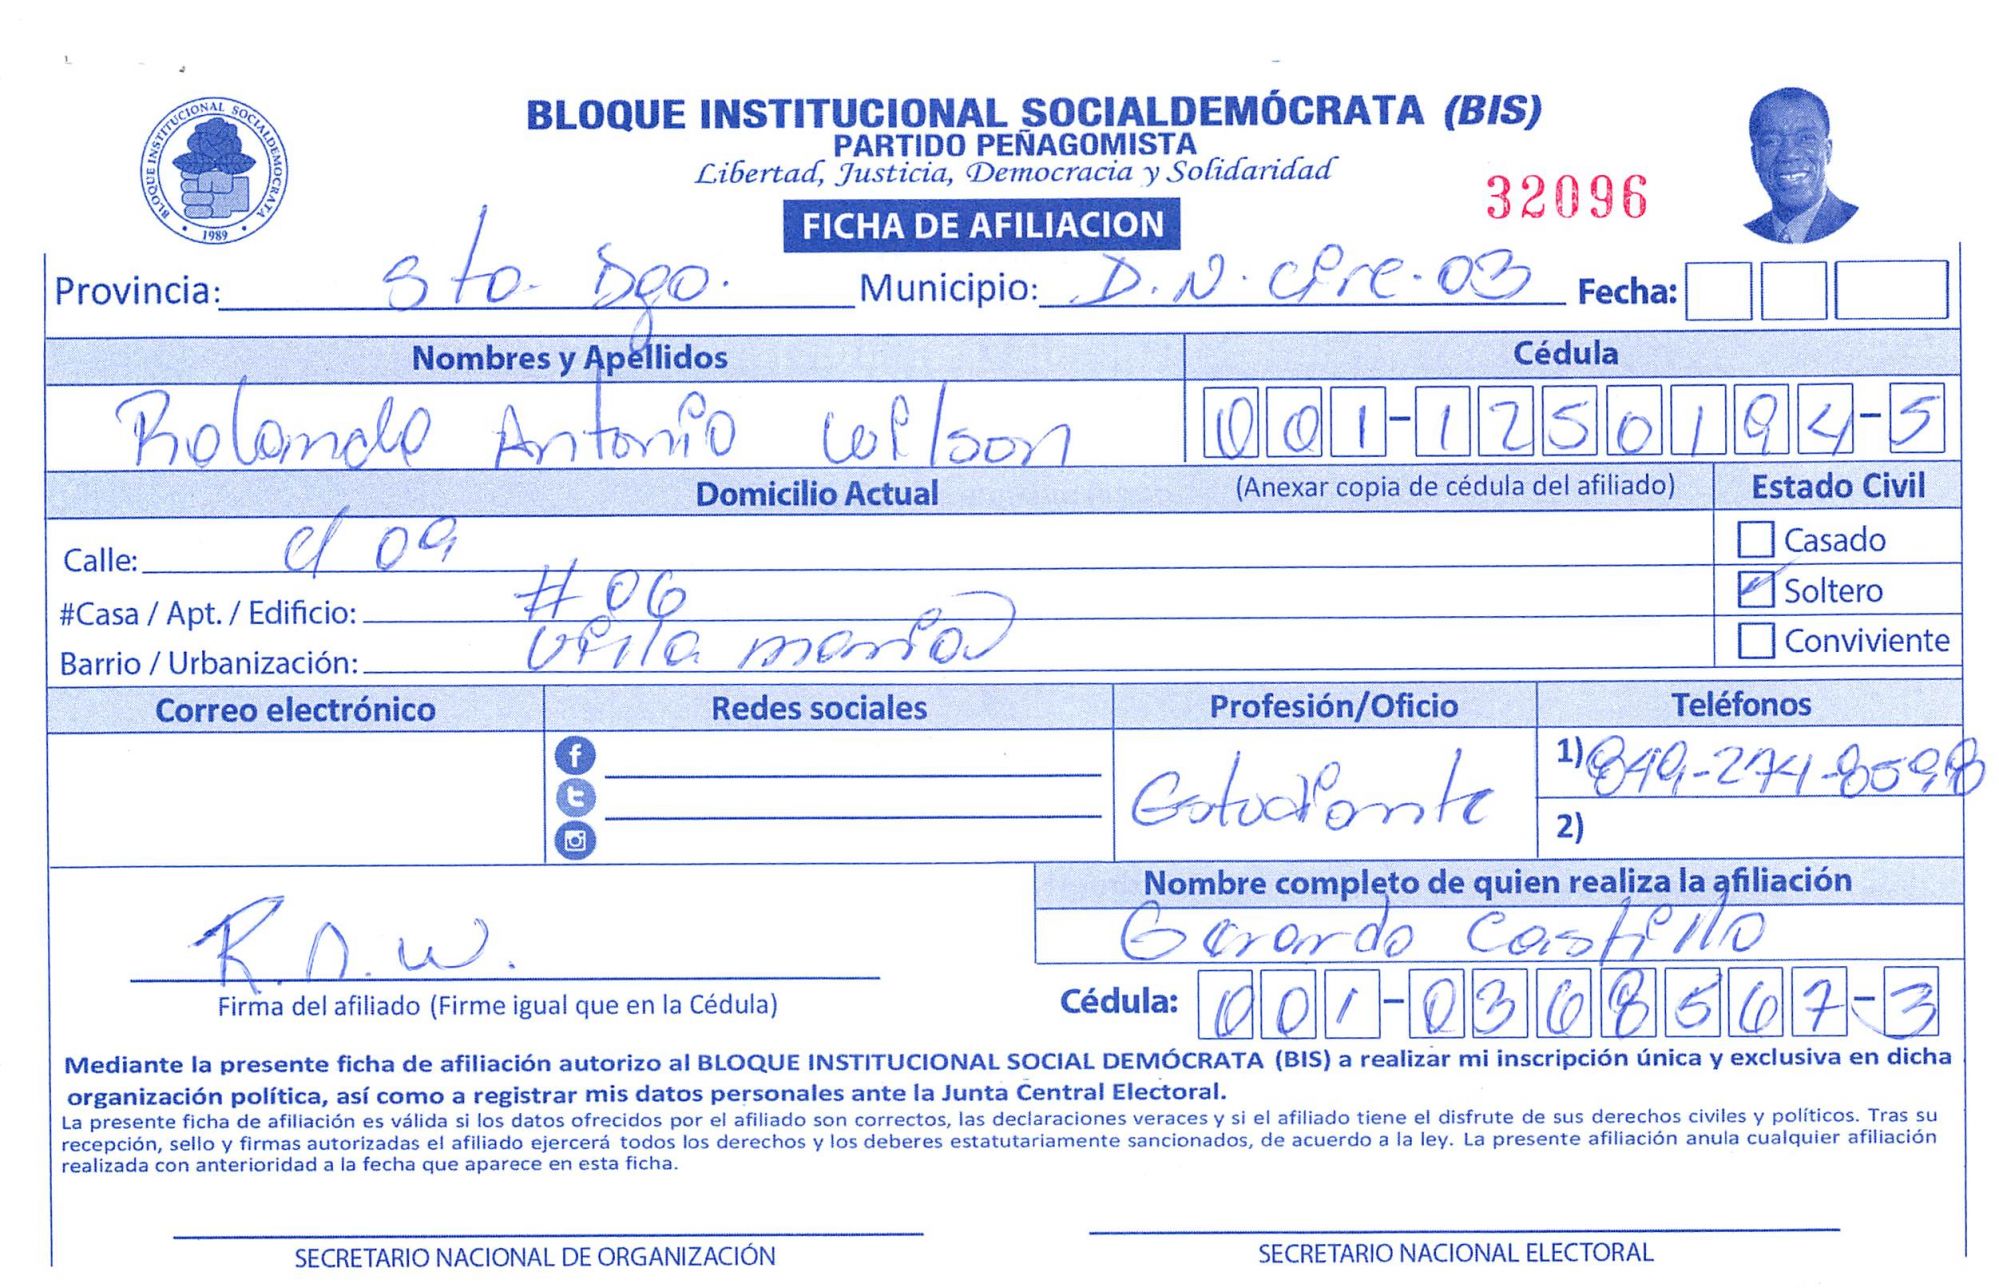 BLOQUE INSTITUCIONAL SOCIALDEMOCRATA
1989
BLOQUE INSTITUCIONAL SOCIALDEMÓCRATA (BIS)
PARTIDO PEÑAGOMISTA
Libertad, Justicia, Democracia y Solidaridad
32096
FICHA DE AFILIACION
Provincia: Sto. Dgo. Municipio: D.N. Circ. 03 Fecha:
Nombres y Apellidos Cédula
Rolando Antonio Wilson 001-1250194-5
Domicilio Actual (Anexar copia de cédula del afiliado) Estado Civil
Calle: c/ 09 Casado
#Casa / Apt. / Edificio: # 06 Soltero
Barrio / Urbanización: Villa maria Conviviente
Correo electrónico Redes sociales Profesión/Oficio Teléfonos
Estudiante 1) 849-274-8598
2)
Nombre completo de quien realiza la afiliación
R.A.W. Gerardo Castillo
Firma del afiliado (Firme igual que en la Cédula) Cédula: 001-0368567-3
Mediante la presente ficha de afiliación autorizo al BLOQUE INSTITUCIONAL SOCIAL DEMÓCRATA (BIS) a realizar mi inscripción única y exclusiva en dicha
organización política, así como a registrar mis datos personales ante la Junta Central Electoral.
La presente ficha de afiliación es válida si los datos ofrecidos por el afiliado son correctos, las declaraciones veraces y si el afiliado tiene el disfrute de sus derechos civiles y políticos. Tras su
recepción, sello y firmas autorizadas el afiliado ejercerá todos los derechos y los deberes estatutariamente sancionados, de acuerdo a la ley. La presente afiliación anula cualquier afiliación
realizada con anterioridad a la fecha que aparece en esta ficha.
SECRETARIO NACIONAL DE ORGANIZACIÓN SECRETARIO NACIONAL ELECTORAL